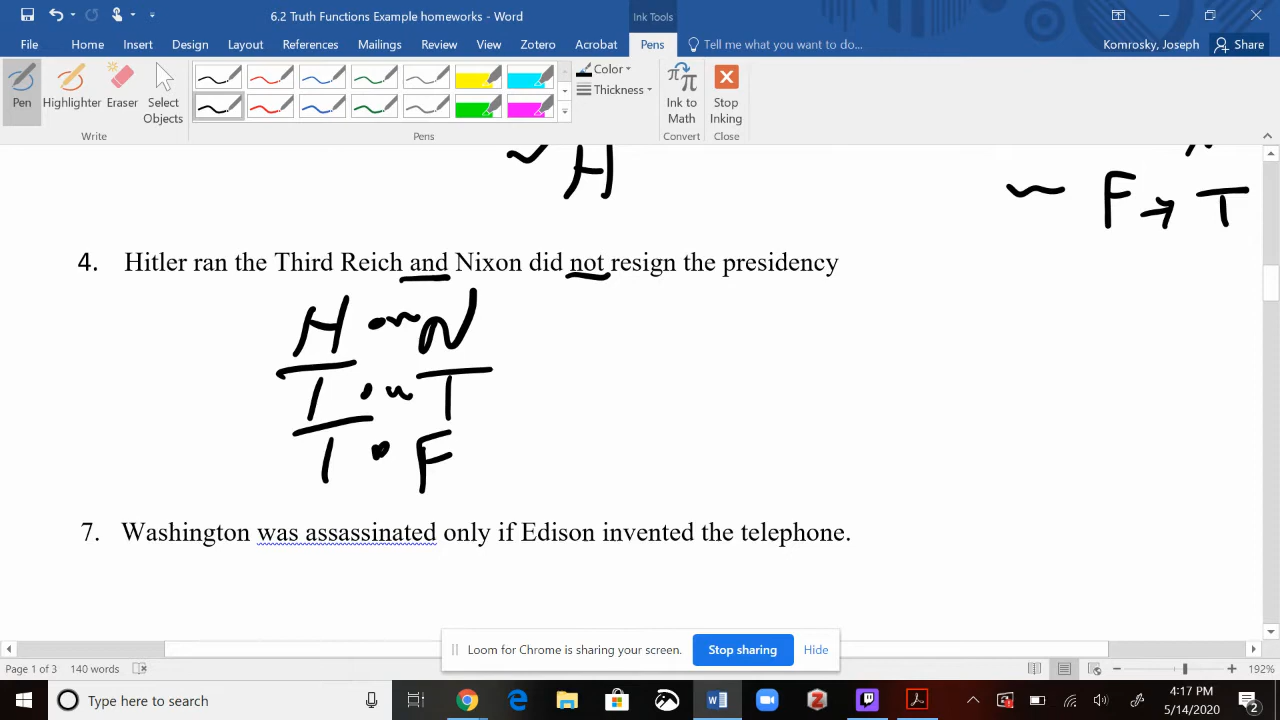 6.2 Truth Functions Example homeworks - Word
Ink Tools
File Home Insert Design Layout References Mailings Review View Zotero Acrobat Pens Tell me what you want to do... Komrosky, Joseph Share
Pen Highlighter Eraser Select Objects
Color
Thickness
Ink to Math
Stop Inking
Write Pens Convert Close
~ H
~ F → T
4. Hitler ran the Third Reich and Nixon did not resign the presidency
H • ~ N
T • ~ T
T • F
7. Washington was assassinated only if Edison invented the telephone.
Loom for Chrome is sharing your screen. Stop sharing Hide
Page 1 of 3 140 words 192%
Type here to search
4:17 PM
5/14/2020
2